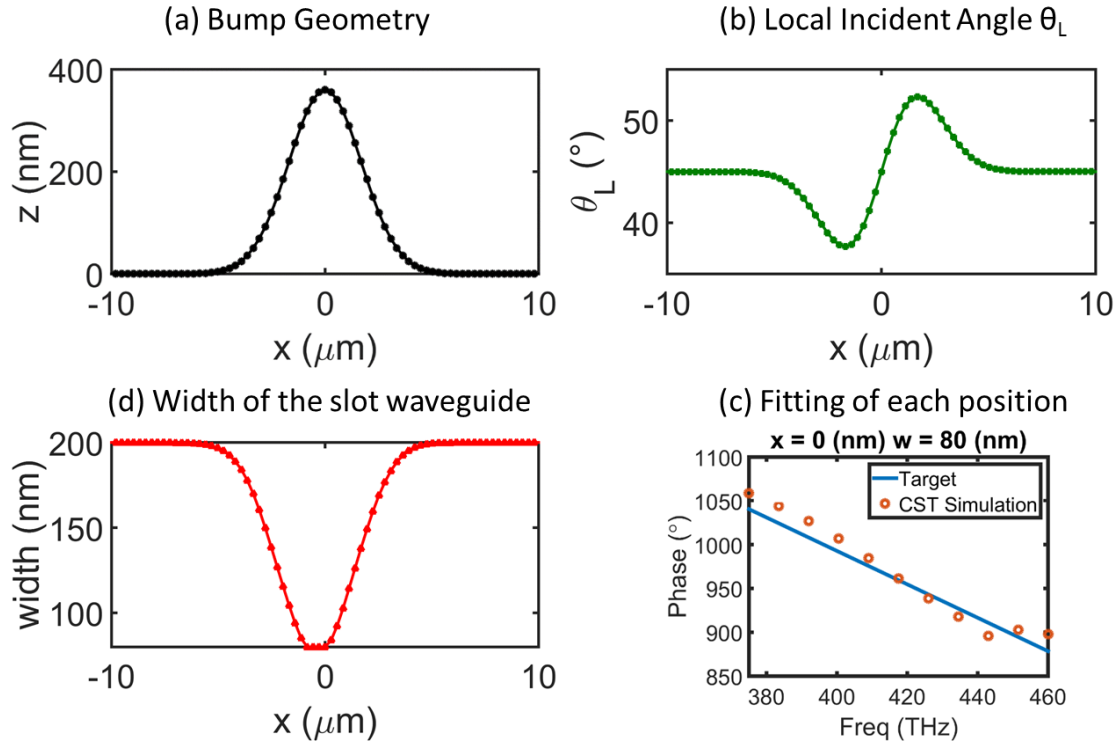 (a) Bump Geometry
400
200
0
z (nm)
-10
0
10
x (μm)
(b) Local Incident Angle θL
50
40
θL (°)
-10
0
10
x (μm)
(d) Width of the slot waveguide
200
150
100
width (nm)
-10
0
10
x (μm)
(c) Fitting of each position
x = 0 (nm) w = 80 (nm)
1100
1050
1000
950
900
850
Phase (°)
Target
CST Simulation
380
400
420
440
460
Freq (THz)